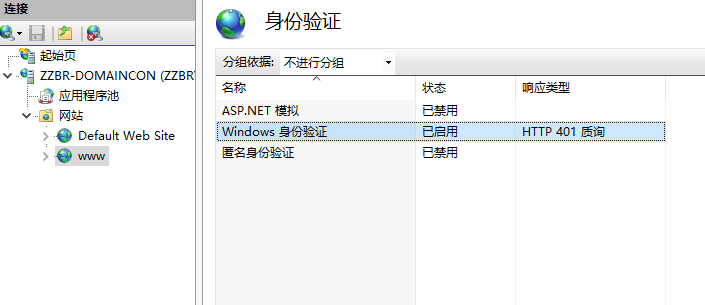 连接
起始页
ZZBR-DOMAINCON (ZZBR
应用程序池
网站
Default Web Site
www
身份验证
分组依据: 不进行分组
名称 状态 响应类型
ASP.NET 模拟 已禁用
Windows 身份验证 已启用 HTTP 401 质询
匿名身份验证 已禁用